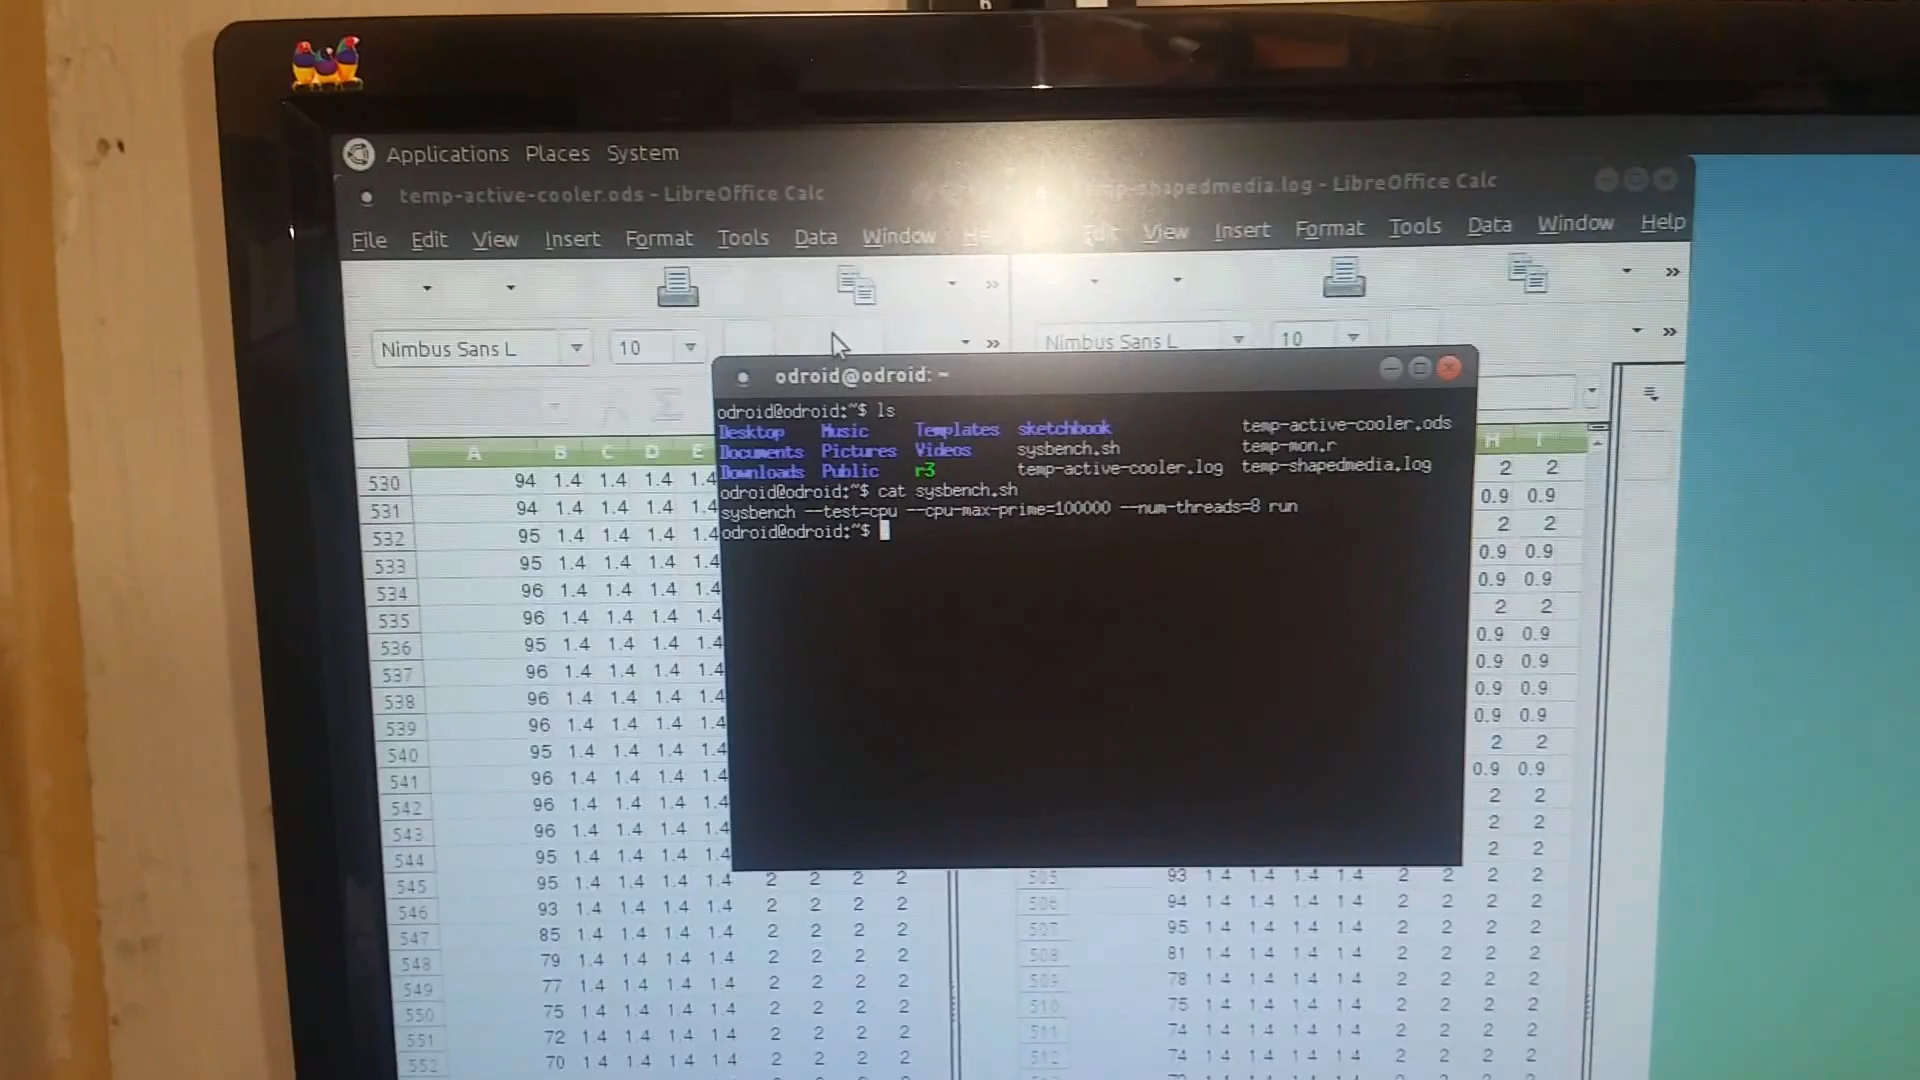 Applications Places System
temp-active-cooler.ods - LibreOffice Calc
mp-shapedmedia.log - LibreOffice Calc
File Edit View Insert Format Tools Data Window
Edit View Insert Format Tools Data Window Help
Nimbus Sans L 10
Nimbus Sans L 10
odroid@odroid: ~
odroid@odroid:~$ ls
Desktop Music Templates sketchbook temp-active-cooler.ods
Documents Pictures Videos sysbench.sh temp-mon.r
Downloads Public r3 temp-active-cooler.log temp-shapedmedia.log
odroid@odroid:~$ cat sysbench.sh
sysbench --test=cpu --cpu-max-prime=100000 --num-threads=8 run
odroid@odroid:~$
A B C D E
H I
530 94 1.4 1.4 1.4 1.4 2 2
531 94 1.4 1.4 1.4 1.4 0.9 0.9
532 95 1.4 1.4 1.4 1.4 2 2
533 95 1.4 1.4 1.4 1.4 0.9 0.9
534 96 1.4 1.4 1.4 1.4 0.9 0.9
535 96 1.4 1.4 1.4 1.4 2 2
536 95 1.4 1.4 1.4 1.4 0.9 0.9
537 96 1.4 1.4 1.4 1.4 0.9 0.9
538 96 1.4 1.4 1.4 1.4 0.9 0.9
539 96 1.4 1.4 1.4 1.4 0.9 0.9
540 95 1.4 1.4 1.4 1.4 2 2
541 96 1.4 1.4 1.4 1.4 0.9 0.9
542 96 1.4 1.4 1.4 1.4 2 2
543 96 1.4 1.4 1.4 1.4 2 2
544 95 1.4 1.4 1.4 1.4 2 2
545 95 1.4 1.4 1.4 1.4 2 2 2 2 505 93 1.4 1.4 1.4 1.4 2 2 2 2
546 93 1.4 1.4 1.4 1.4 2 2 2 2 506 94 1.4 1.4 1.4 1.4 2 2 2 2
547 85 1.4 1.4 1.4 1.4 2 2 2 2 507 95 1.4 1.4 1.4 1.4 2 2 2 2
548 79 1.4 1.4 1.4 1.4 2 2 2 2 508 81 1.4 1.4 1.4 1.4 2 2 2 2
549 77 1.4 1.4 1.4 1.4 2 2 2 2 509 78 1.4 1.4 1.4 1.4 2 2 2 2
550 75 1.4 1.4 1.4 1.4 2 2 2 2 510 75 1.4 1.4 1.4 1.4 2 2 2 2
551 72 1.4 1.4 1.4 1.4 2 2 2 2 511 74 1.4 1.4 1.4 1.4 2 2 2 2
552 70 1.4 1.4 1.4 1.4 2 2 2 2 512 74 1.4 1.4 1.4 1.4 2 2 2 2